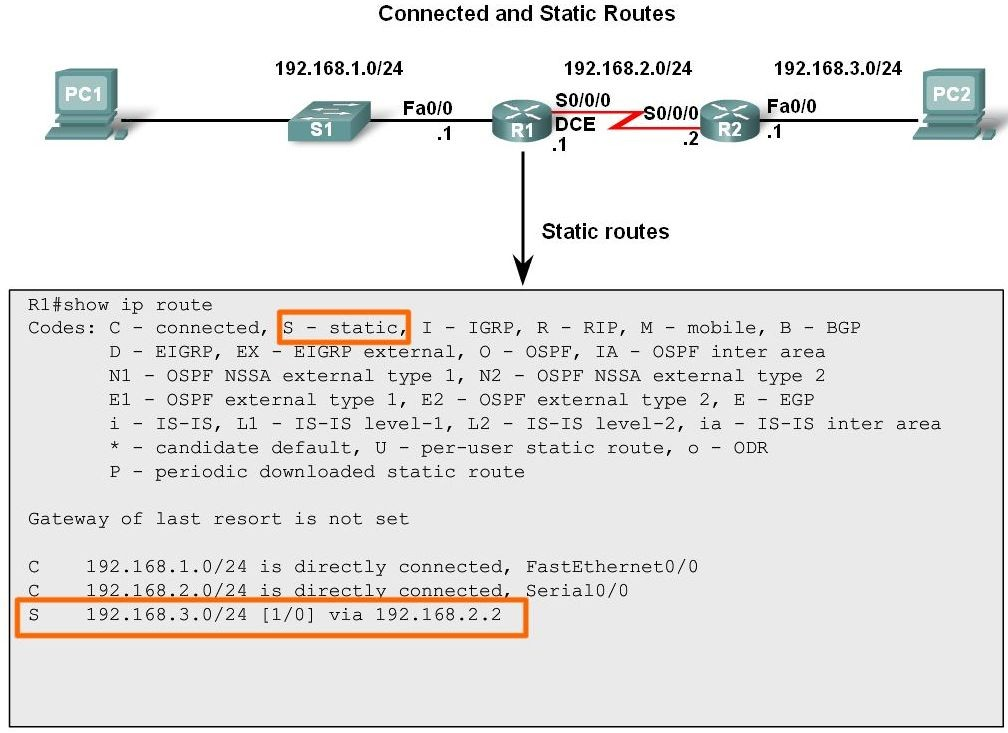 Connected and Static Routes
192.168.1.0/24
192.168.2.0/24
192.168.3.0/24
PC1
S1
Fa0/0
.1
R1
S0/0/0
DCE
.1
S0/0/0
.2
R2
Fa0/0
.1
PC2
Static routes
R1#show ip route
Codes: C - connected, S - static, I - IGRP, R - RIP, M - mobile, B - BGP
D - EIGRP, EX - EIGRP external, O - OSPF, IA - OSPF inter area
N1 - OSPF NSSA external type 1, N2 - OSPF NSSA external type 2
E1 - OSPF external type 1, E2 - OSPF external type 2, E - EGP
i - IS-IS, L1 - IS-IS level-1, L2 - IS-IS level-2, ia - IS-IS inter area
* - candidate default, U - per-user static route, o - ODR
P - periodic downloaded static route
Gateway of last resort is not set
C 192.168.1.0/24 is directly connected, FastEthernet0/0
C 192.168.2.0/24 is directly connected, Serial0/0
S 192.168.3.0/24 [1/0] via 192.168.2.2